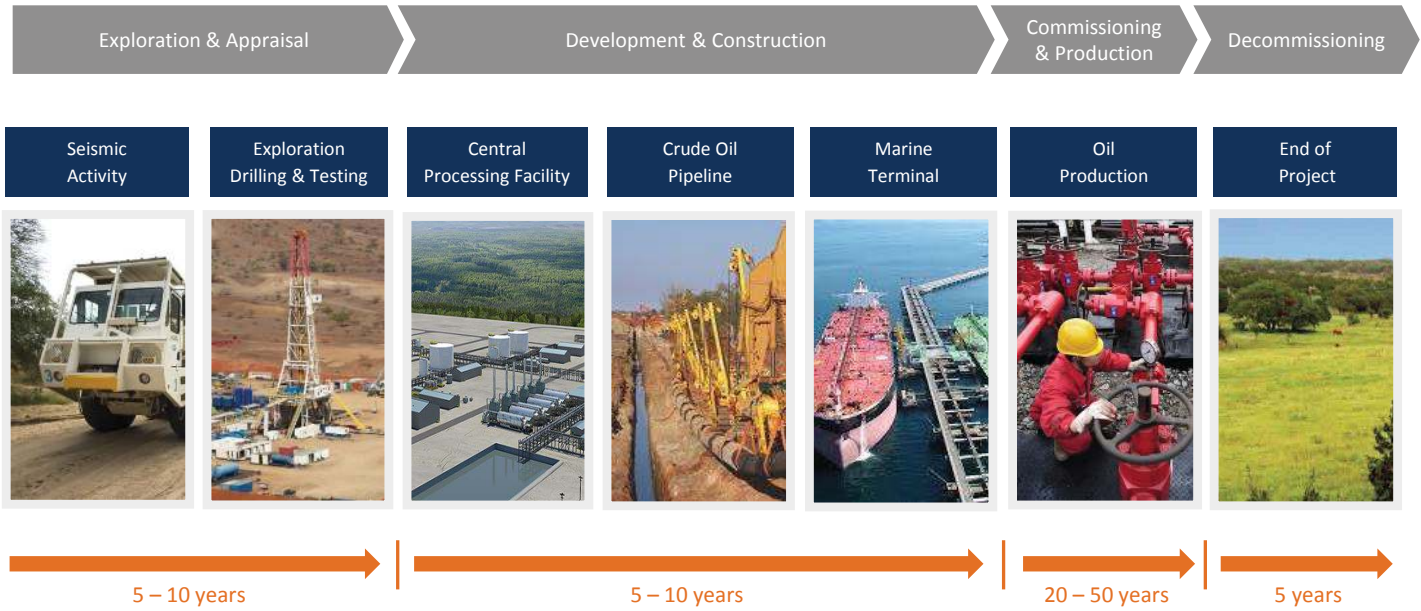 Exploration & Appraisal
Development & Construction
Commissioning
& Production
Decommissioning
Seismic
Activity
Exploration
Drilling & Testing
Central
Processing Facility
Crude Oil
Pipeline
Marine
Terminal
Oil
Production
End of
Project
5 – 10 years
5 – 10 years
20 – 50 years
5 years